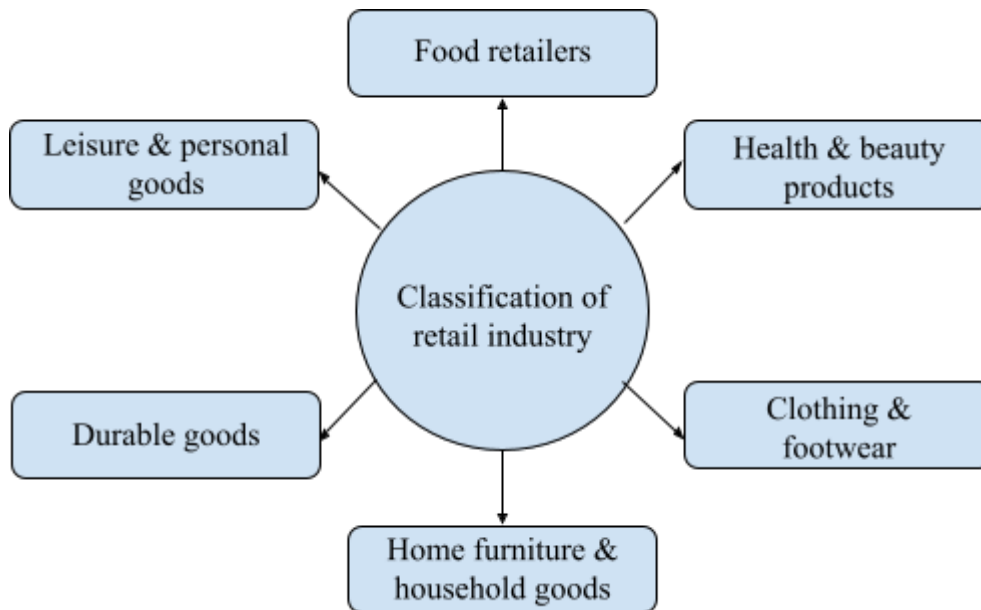 Food retailers
Leisure & personal
goods
Health & beauty
products
Classification of
retail industry
Durable goods
Clothing &
footwear
Home furniture &
household goods